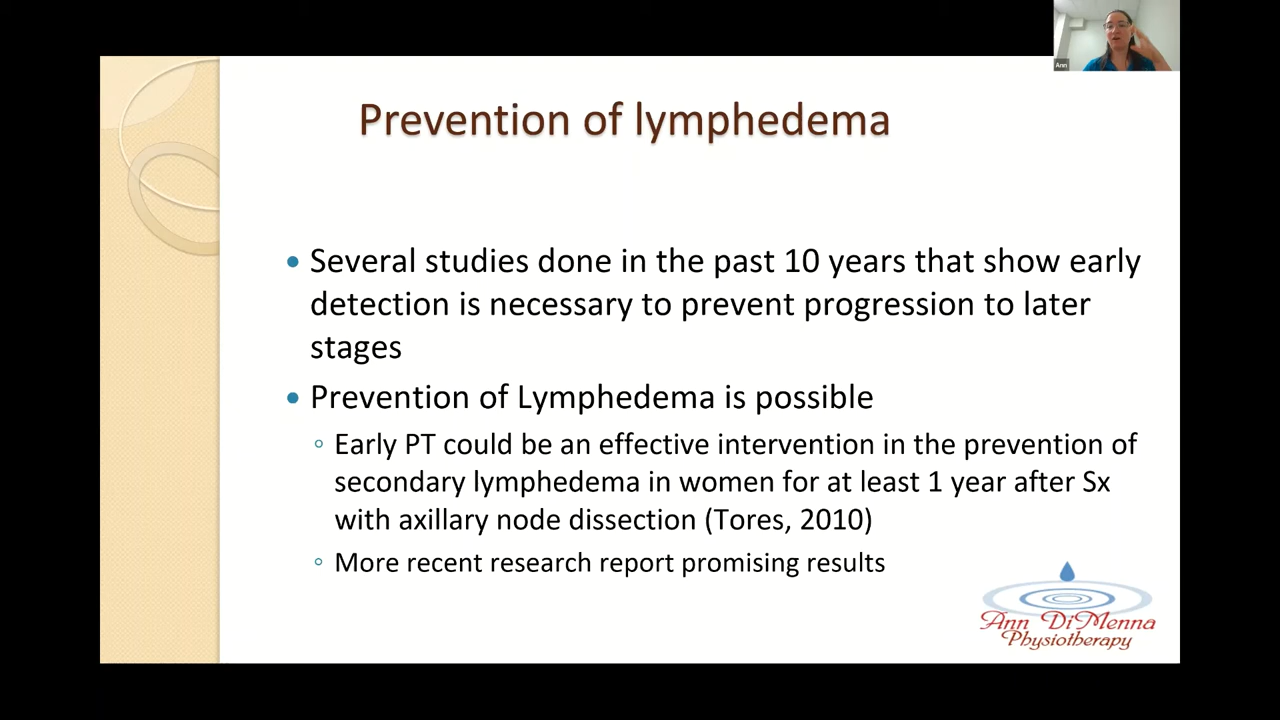 Ann
Prevention of lymphedema
• Several studies done in the past 10 years that show early
detection is necessary to prevent progression to later
stages
• Prevention of Lymphedema is possible
◦ Early PT could be an effective intervention in the prevention of
secondary lymphedema in women for at least 1 year after Sx
with axillary node dissection (Tores, 2010)
◦ More recent research report promising results
Ann DiMenna
Physiotherapy